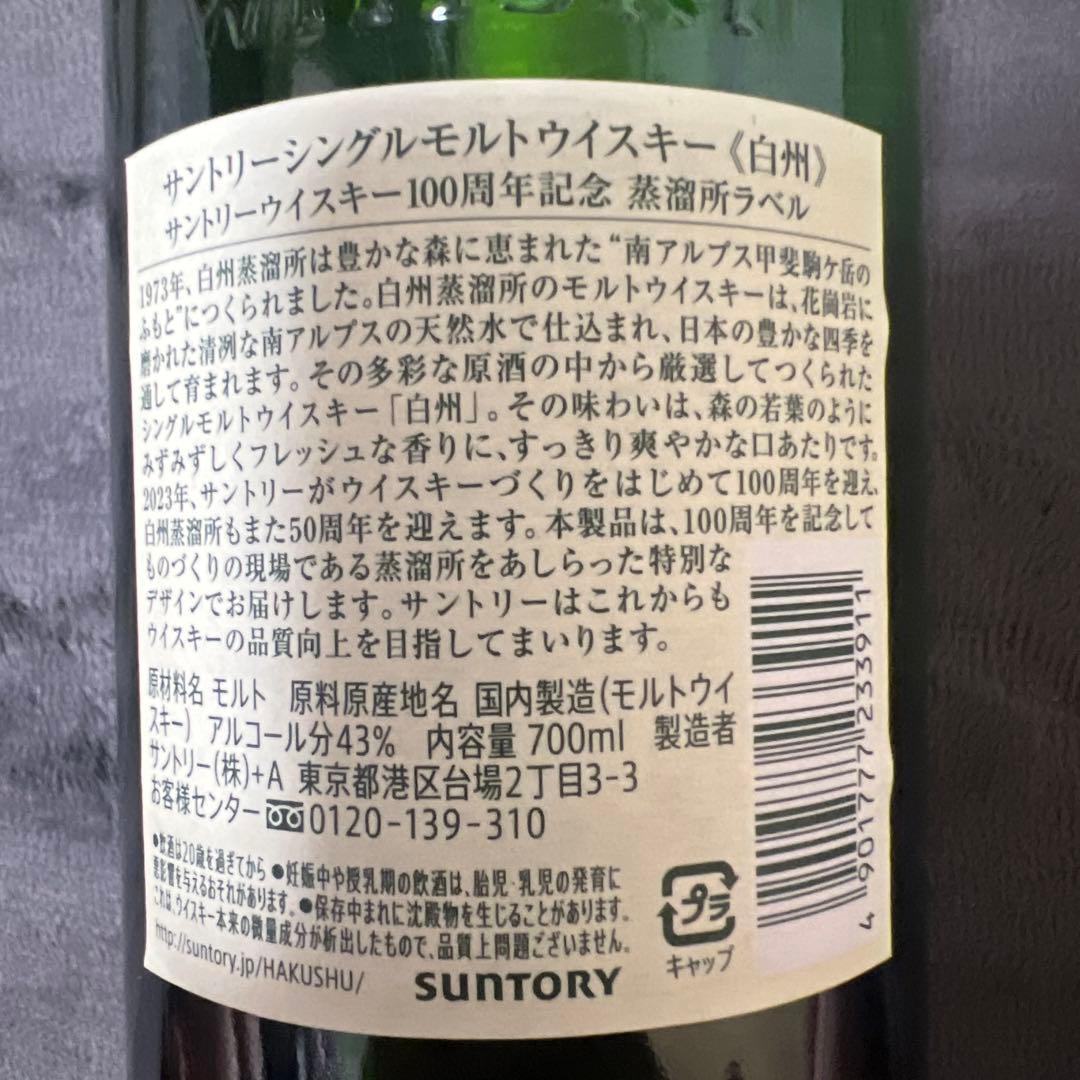 サントリーシングルモルトウイスキー《白州》
サントリーウイスキー100周年記念 蒸溜所ラベル
1973年、白州蒸溜所は豊かな森に恵まれた“南アルプス甲斐駒ケ岳の
ふもと”につくられました。白州蒸溜所のモルトウイスキーは、花崗岩に
磨かれた清冽な南アルプスの天然水で仕込まれ、日本の豊かな四季を
通して育まれます。その多彩な原酒の中から厳選してつくられた
シングルモルトウイスキー「白州」。その味わいは、森の若葉のように
みずみずしくフレッシュな香りに、すっきり爽やかな口あたりです。
2023年、サントリーがウイスキーづくりをはじめて100周年を迎え、
白州蒸溜所もまた50周年を迎えます。本製品は、100周年を記念して
ものづくりの現場である蒸溜所をあしらった特別な
デザインでお届けします。サントリーはこれからも
ウイスキーの品質向上を目指してまいります。
原材料名 モルト 原料原産地名 国内製造(モルトウイ
スキー) アルコール分43% 内容量 700ml 製造者
サントリー(株)+A 東京都港区台場2丁目3-3
お客様センター 0120-139-310
●飲酒は20歳を過ぎてから ●妊娠中や授乳期の飲酒は、胎児・乳児の発育に
悪影響を与えるおそれがあります。●保存中まれに沈殿物を生じることがあります。
これは、ウイスキー本来の微量成分が析出したもので、品質上問題ございません。
http://suntory.jp/HAKUSHU/
SUNTORY
プラ
キャップ
4 901777 233911